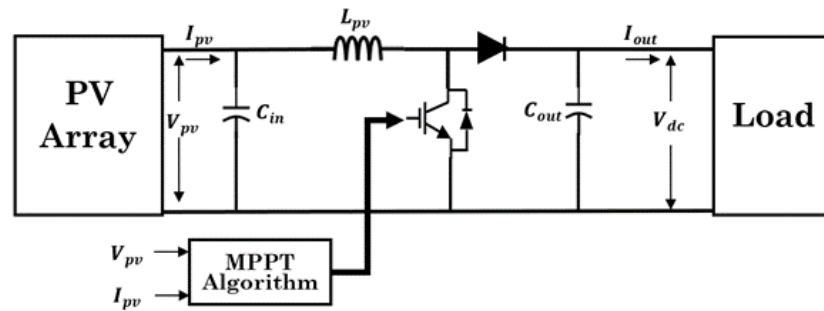 I_pv
L_pv
I_out
PV
Array
V_pv
C_in
C_out
V_dc
Load
V_pv
I_pv
MPPT
Algorithm